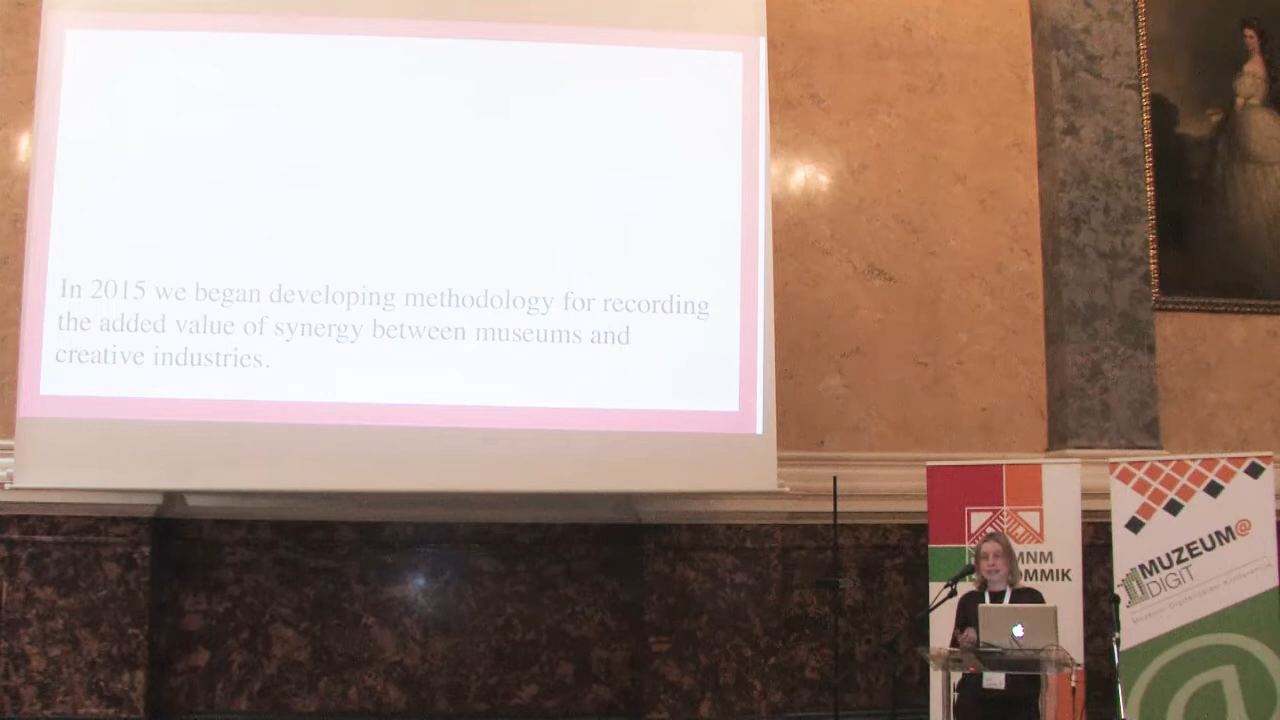 In 2015 we began developing methodology for recording
the added value of synergy between museums and
creative industries.
MNM
OMMIK
MUZEUM@
DIGIT